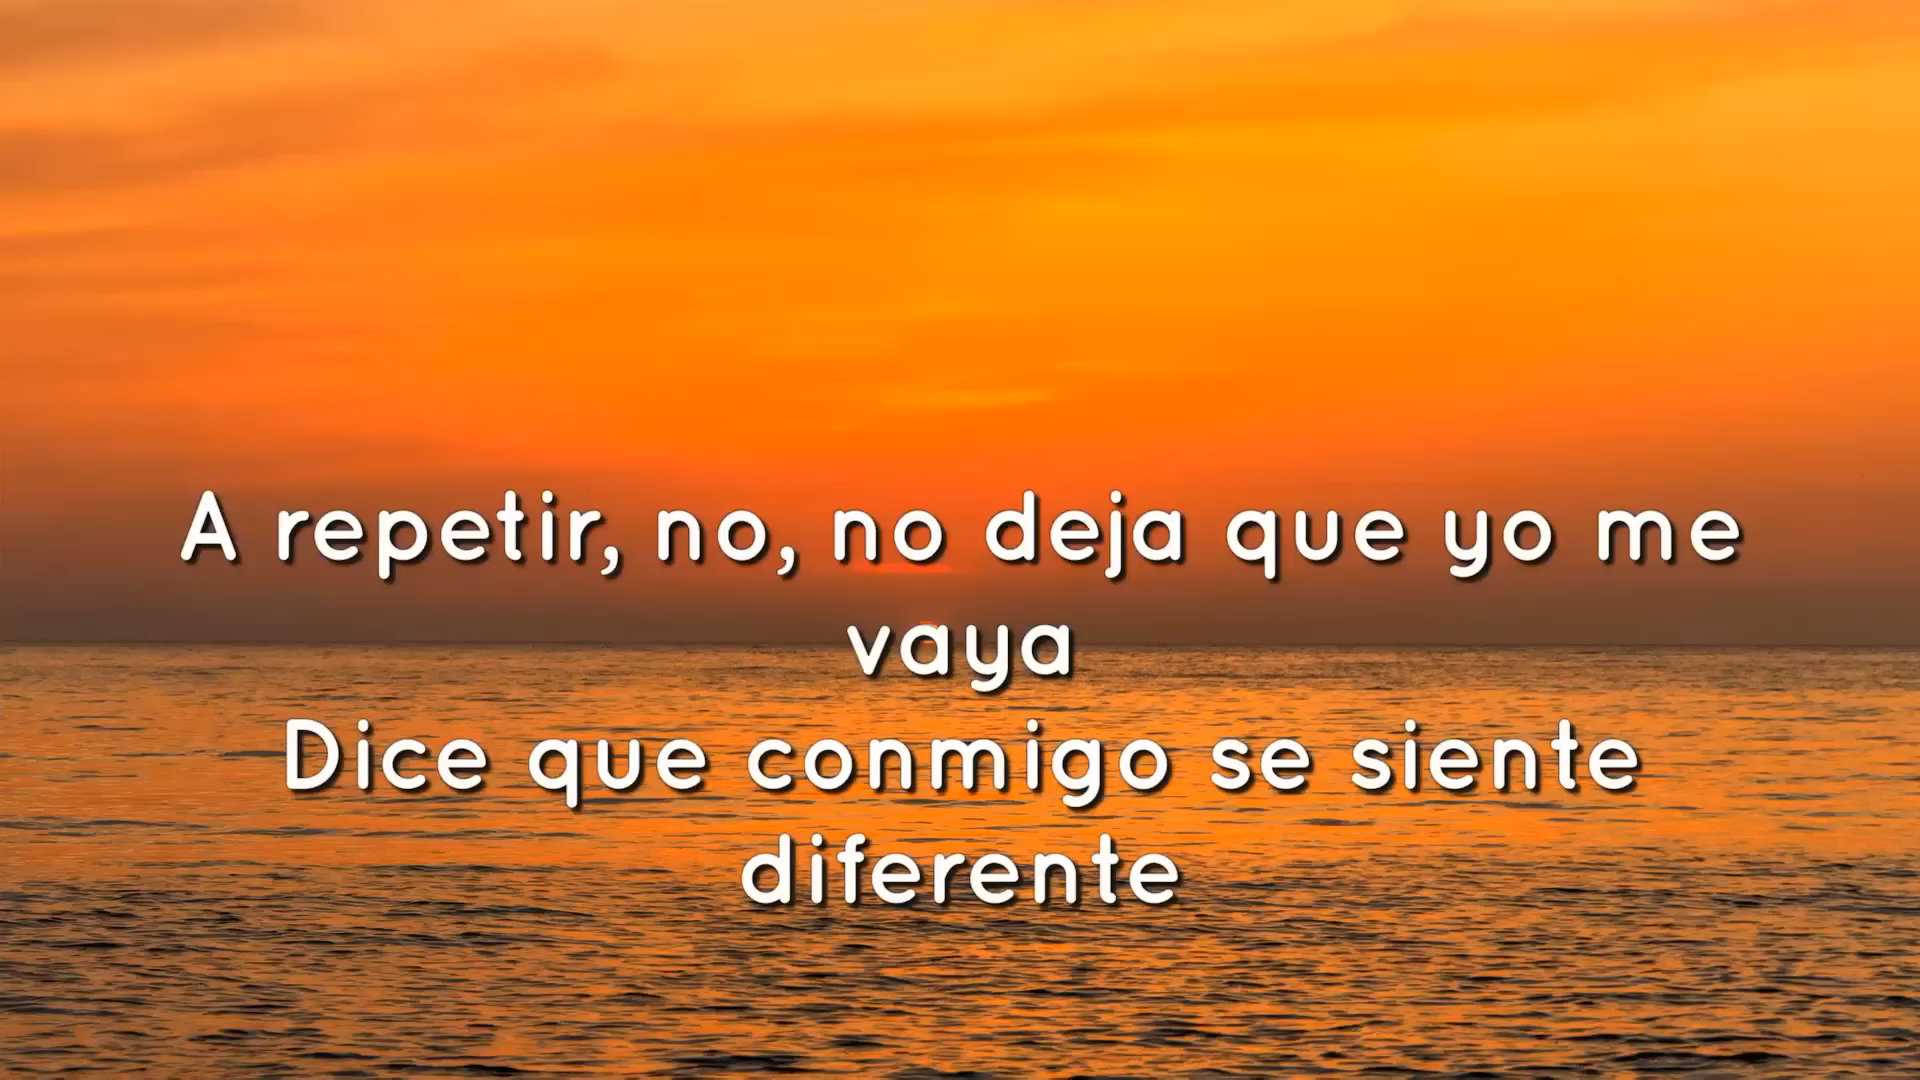 A repetir, no, no deja que yo me
vaya
Dice que conmigo se siente
diferente